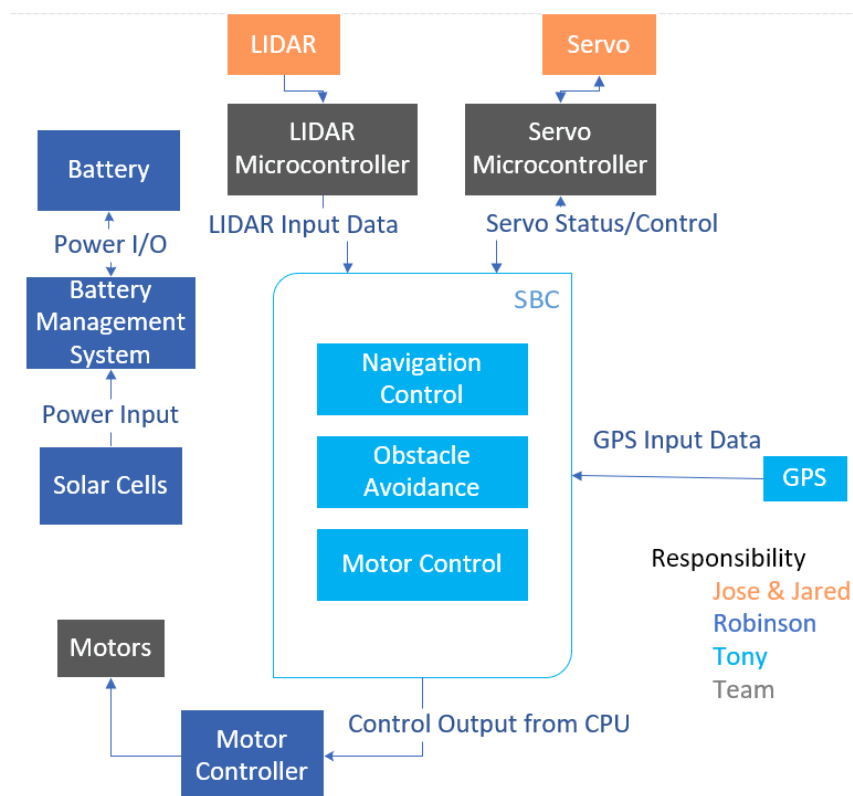 LIDAR
Servo
LIDAR
Microcontroller
Servo
Microcontroller
Battery
LIDAR Input Data
Servo Status/Control
Power I/O
Battery
Management
System
SBC
Navigation
Control
Power Input
GPS Input Data
Obstacle
Avoidance
Solar Cells
GPS
Motor Control
Responsibility
Jose & Jared
Robinson
Tony
Team
Motors
Control Output from CPU
Motor
Controller